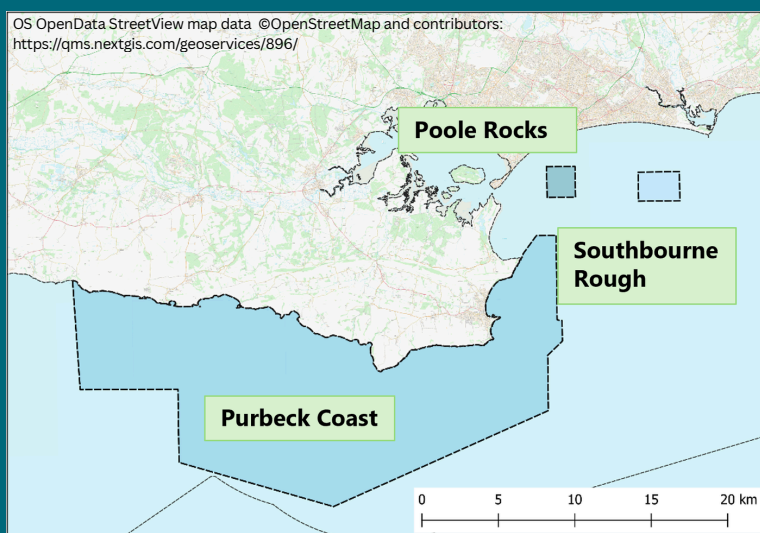 OS OpenData StreetView map data ©OpenStreetMap and contributors:
https://qms.nextgis.com/geoservices/896/
Poole Rocks
Southbourne
Rough
Purbeck Coast
0 5 10 15 20 km